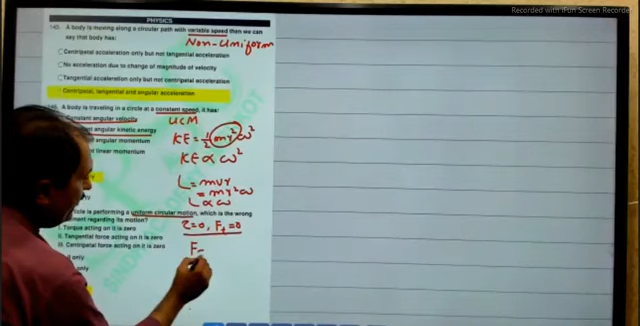 Recorded with iFun Screen Recorder
PHYSICS
A body is moving along a circular path with variable speed then we can
say that body has:
Non-Uniform
Centripetal acceleration only but not tangential acceleration
No acceleration due to change of magnitude of velocity
Tangential acceleration only but not centripetal acceleration
Centripetal, tangential and angular acceleration
A body is traveling in a circle at a constant speed, it has:
Constant angular velocity
UCM
angular kinetic energy
KE = 1/2 mr²ω²
angular momentum
KE ∝ ω²
linear momentum
L = mvr
= mr²ω
L ∝ ω
is performing a uniform circular motion, which is the wrong
regarding its motion?
I. Torque acting on it is zero
τ=0, Fₜ=0
II. Tangential force acting on it is zero
III. Centripetal force acting on it is zero
F
only
only